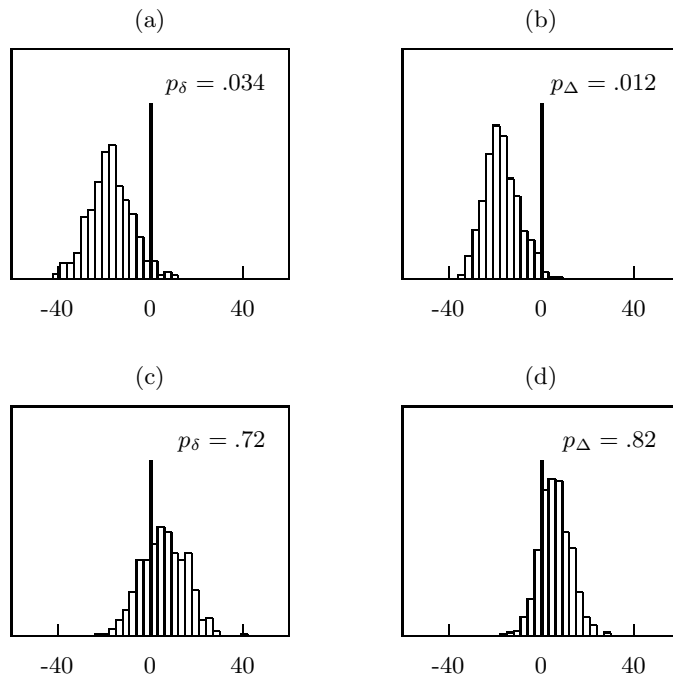 (a)
(b)
p_δ = .034
p_Δ = .012
-40 0 40
-40 0 40
(c)
(d)
p_δ = .72
p_Δ = .82
-40 0 40
-40 0 40